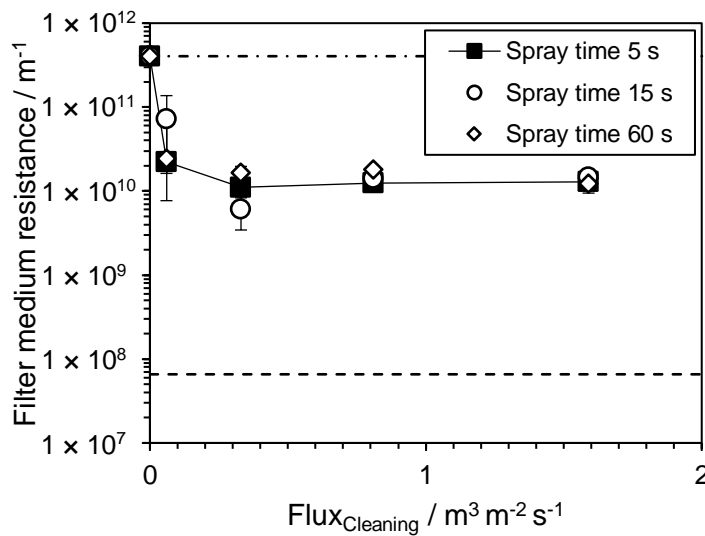 1 × 10¹²
1 × 10¹¹
1 × 10¹⁰
1 × 10⁹
1 × 10⁸
1 × 10⁷
Filter medium resistance / m⁻¹
Spray time 5 s
Spray time 15 s
Spray time 60 s
0
1
2
Flux_Cleaning / m³ m⁻² s⁻¹